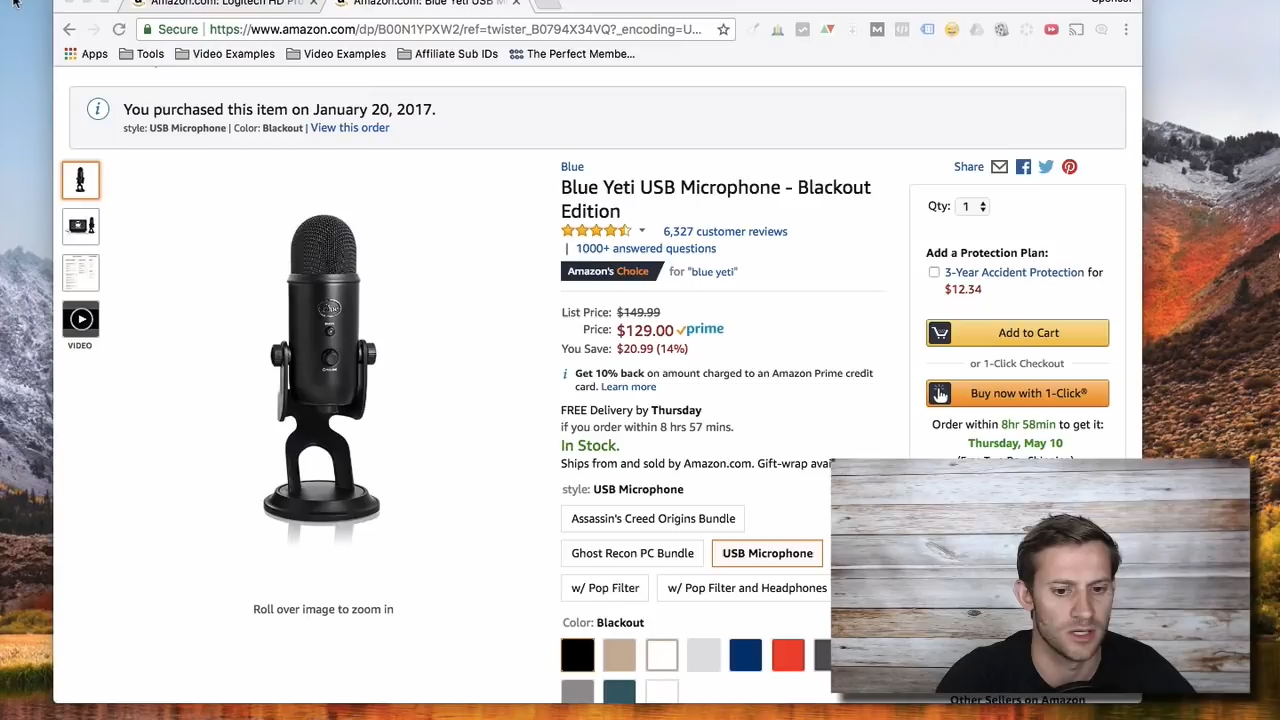 Amazon.com: Logitech HD Pro
Amazon.com: Blue Yeti USB M
Spencer
Secure
https://www.amazon.com/dp/B00N1YPXW2/ref=twister_B0794X34VQ?_encoding=U...
Apps
Tools
Video Examples
Video Examples
Affiliate Sub IDs
The Perfect Membe...
You purchased this item on January 20, 2017.
style: USB Microphone | Color: Blackout | View this order
Blue
Blue Yeti USB Microphone - Blackout
Edition
6,327 customer reviews
| 1000+ answered questions
Amazon's Choice for "blue yeti"
List Price: $149.99
Price: $129.00 prime
You Save: $20.99 (14%)
Get 10% back on amount charged to an Amazon Prime credit
card. Learn more
FREE Delivery by Thursday
if you order within 8 hrs 57 mins.
In Stock.
Ships from and sold by Amazon.com. Gift-wrap avai
style: USB Microphone
Assassin's Creed Origins Bundle
Ghost Recon PC Bundle
USB Microphone
w/ Pop Filter
w/ Pop Filter and Headphones
Color: Blackout
VIDEO
Roll over image to zoom in
Share
Qty: 1
Add a Protection Plan:
3-Year Accident Protection for
$12.34
Add to Cart
or 1-Click Checkout
Buy now with 1-Click®
Order within 8hr 58min to get it:
Thursday, May 10
Other Sellers on Amazon